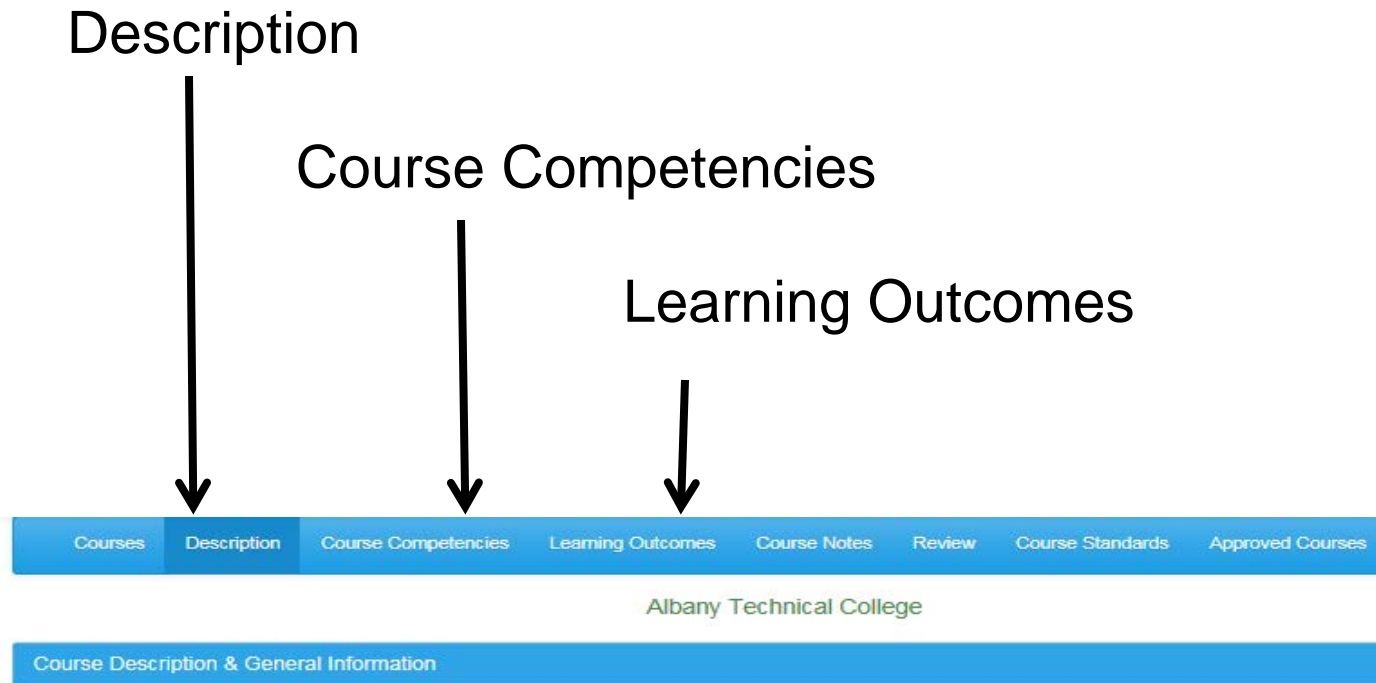 Description
Course Competencies
Learning Outcomes
Courses Description Course Competencies Learning Outcomes Course Notes Review Course Standards Approved Courses
Albany Technical College
Course Description & General Information